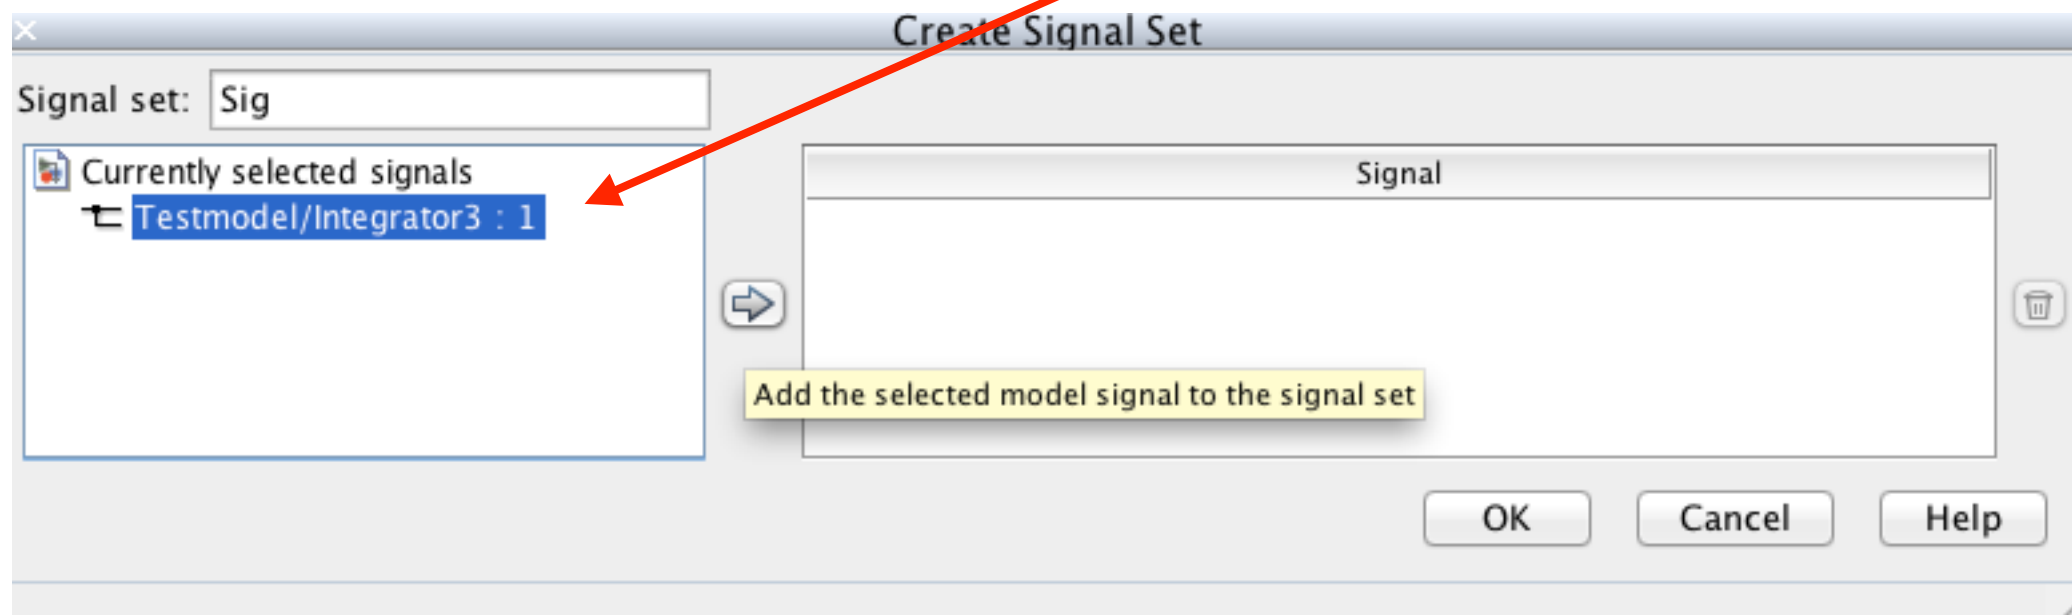 Create Signal Set
Signal set: Sig
Currently selected signals
Testmodel/Integrator3 : 1
Signal
Add the selected model signal to the signal set
OK Cancel Help